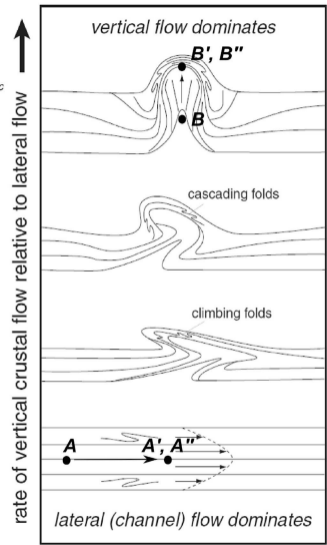 vertical flow dominates
B', B"
c
B
cascading folds
climbing folds
A A', A"
lateral (channel) flow dominates
rate of vertical crustal flow relative to lateral flow